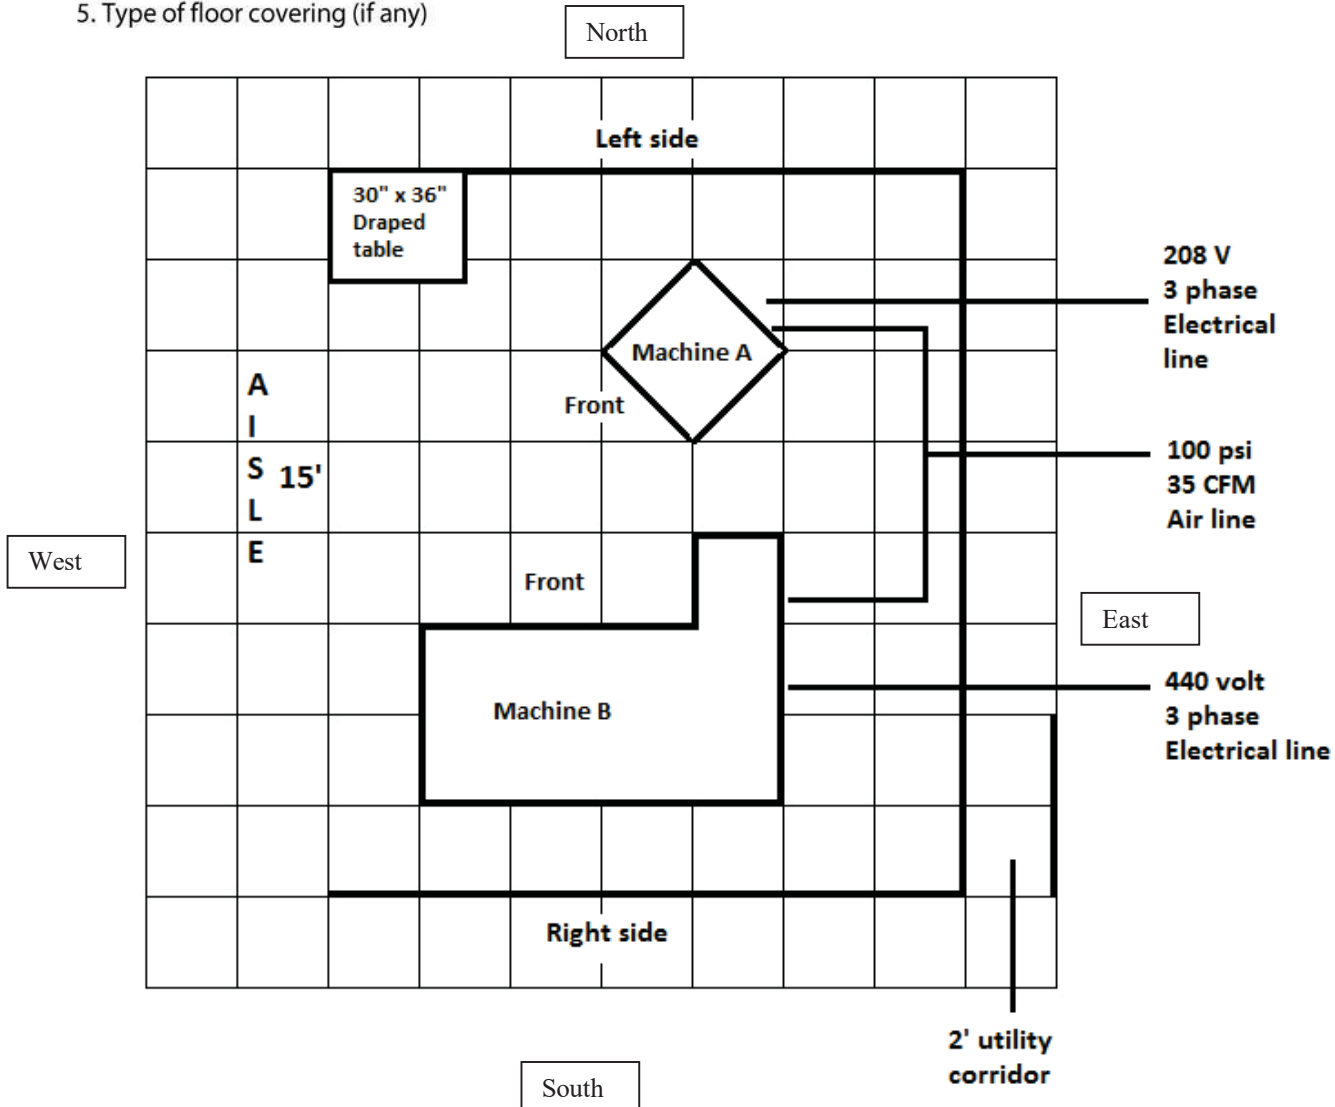 5. Type of floor covering (if any)
North
Left side
30" x 36"
Draped
table
208 V
3 phase
Electrical
line
Machine A
Front
A
I
S
L
E
15'
100 psi
35 CFM
Air line
West
Front
East
440 volt
3 phase
Electrical line
Machine B
Right side
2' utility
corridor
South